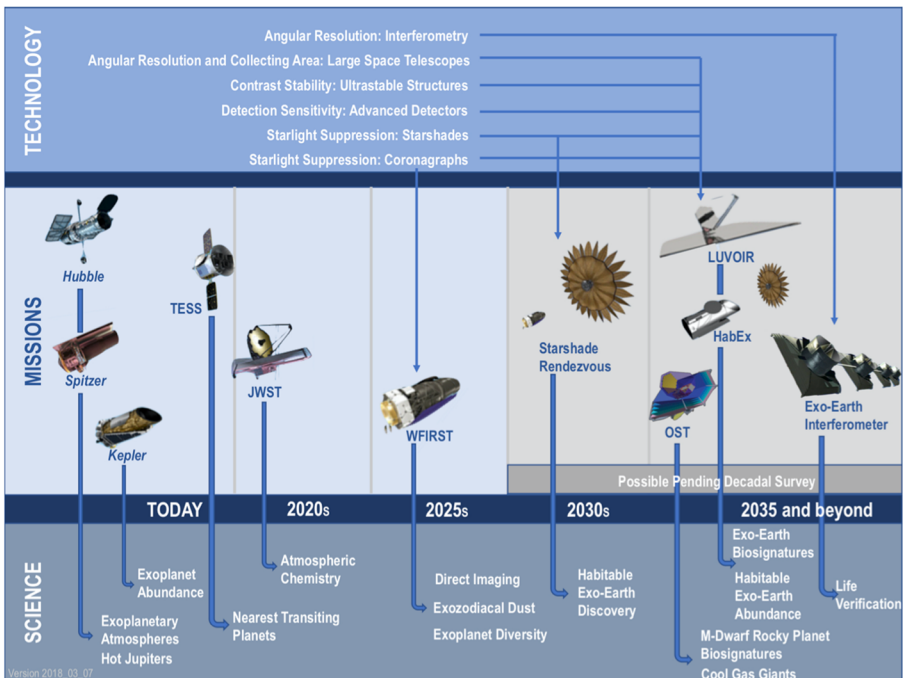 TECHNOLOGY
Angular Resolution: Interferometry
Angular Resolution and Collecting Area: Large Space Telescopes
Contrast Stability: Ultrastable Structures
Detection Sensitivity: Advanced Detectors
Starlight Suppression: Starshades
Starlight Suppression: Coronagraphs
MISSIONS
Hubble
Spitzer
Kepler
TESS
JWST
WFIRST
Starshade
Rendezvous
LUVOIR
HabEx
OST
Exo-Earth
Interferometer
Possible Pending Decadal Survey
TODAY
2020s
2025s
2030s
2035 and beyond
SCIENCE
Exoplanet
Abundance
Exoplanetary
Atmospheres
Hot Jupiters
Nearest Transiting
Planets
Atmospheric
Chemistry
Direct Imaging
Exozodiacal Dust
Exoplanet Diversity
Habitable
Exo-Earth
Discovery
Exo-Earth
Biosignatures
Habitable
Exo-Earth
Abundance
M-Dwarf Rocky Planet
Biosignatures
Cool Gas Giants
Life
Verification
Version 2018_03_07